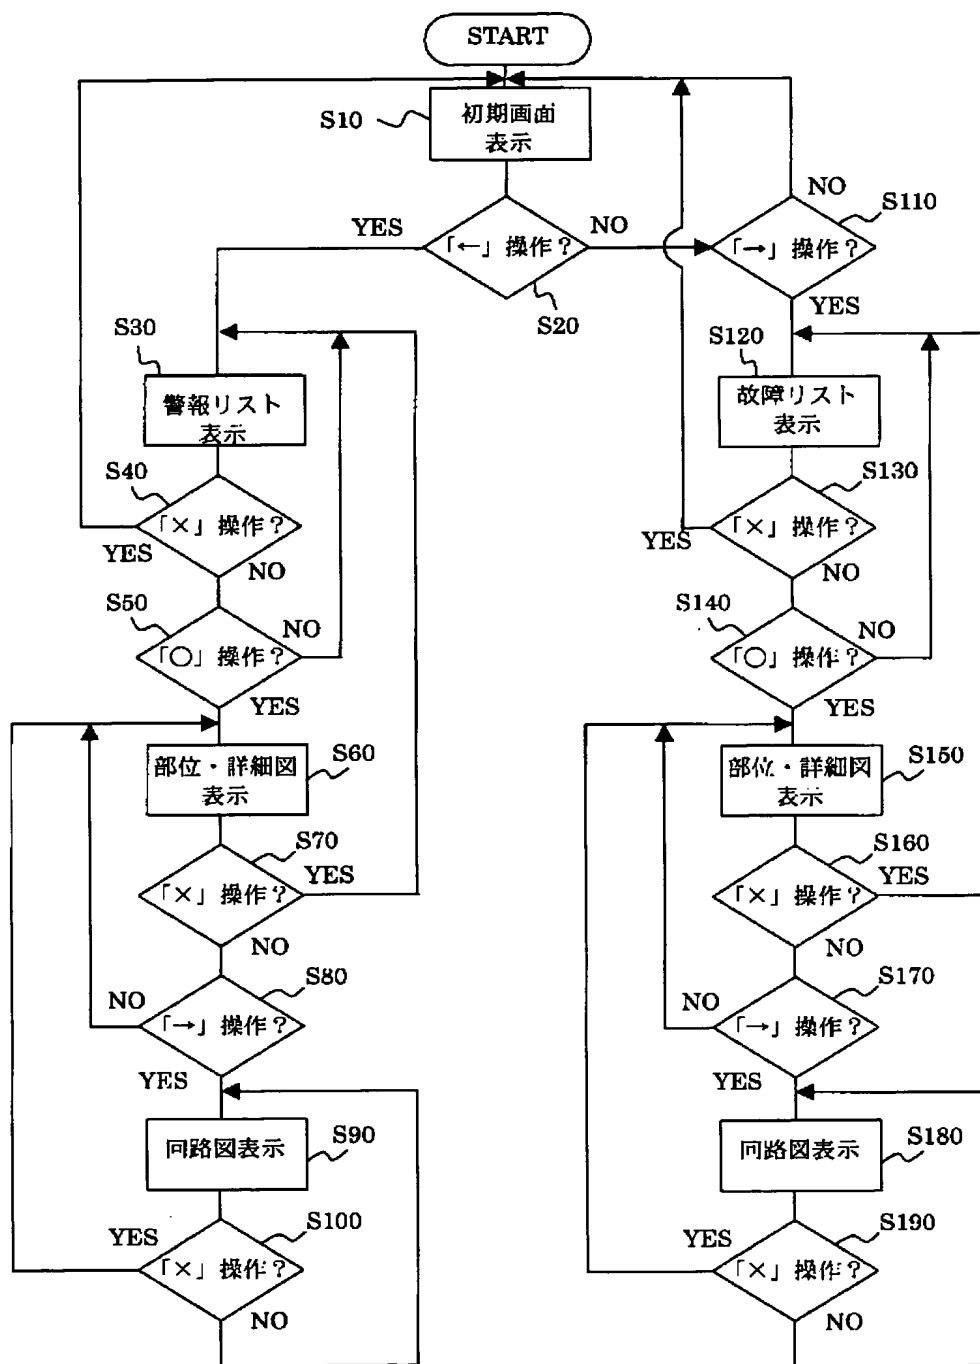 START
S10
初期画面
表示
YES
「←」操作?
NO
S20
NO
S110
「→」操作?
YES
S30
警報リスト
表示
S120
故障リスト
表示
S40
「×」操作?
YES
NO
S130
「×」操作?
YES
NO
S50
「○」操作?
NO
YES
S140
「○」操作?
NO
YES
部位・詳細図
表示
S60
部位・詳細図
表示
S150
S70
「×」操作?
YES
NO
S160
「×」操作?
YES
NO
S80
NO
「→」操作?
YES
S170
NO
「→」操作?
YES
回路図表示
S90
回路図表示
S180
S100
YES
「×」操作?
NO
S190
YES
「×」操作?
NO